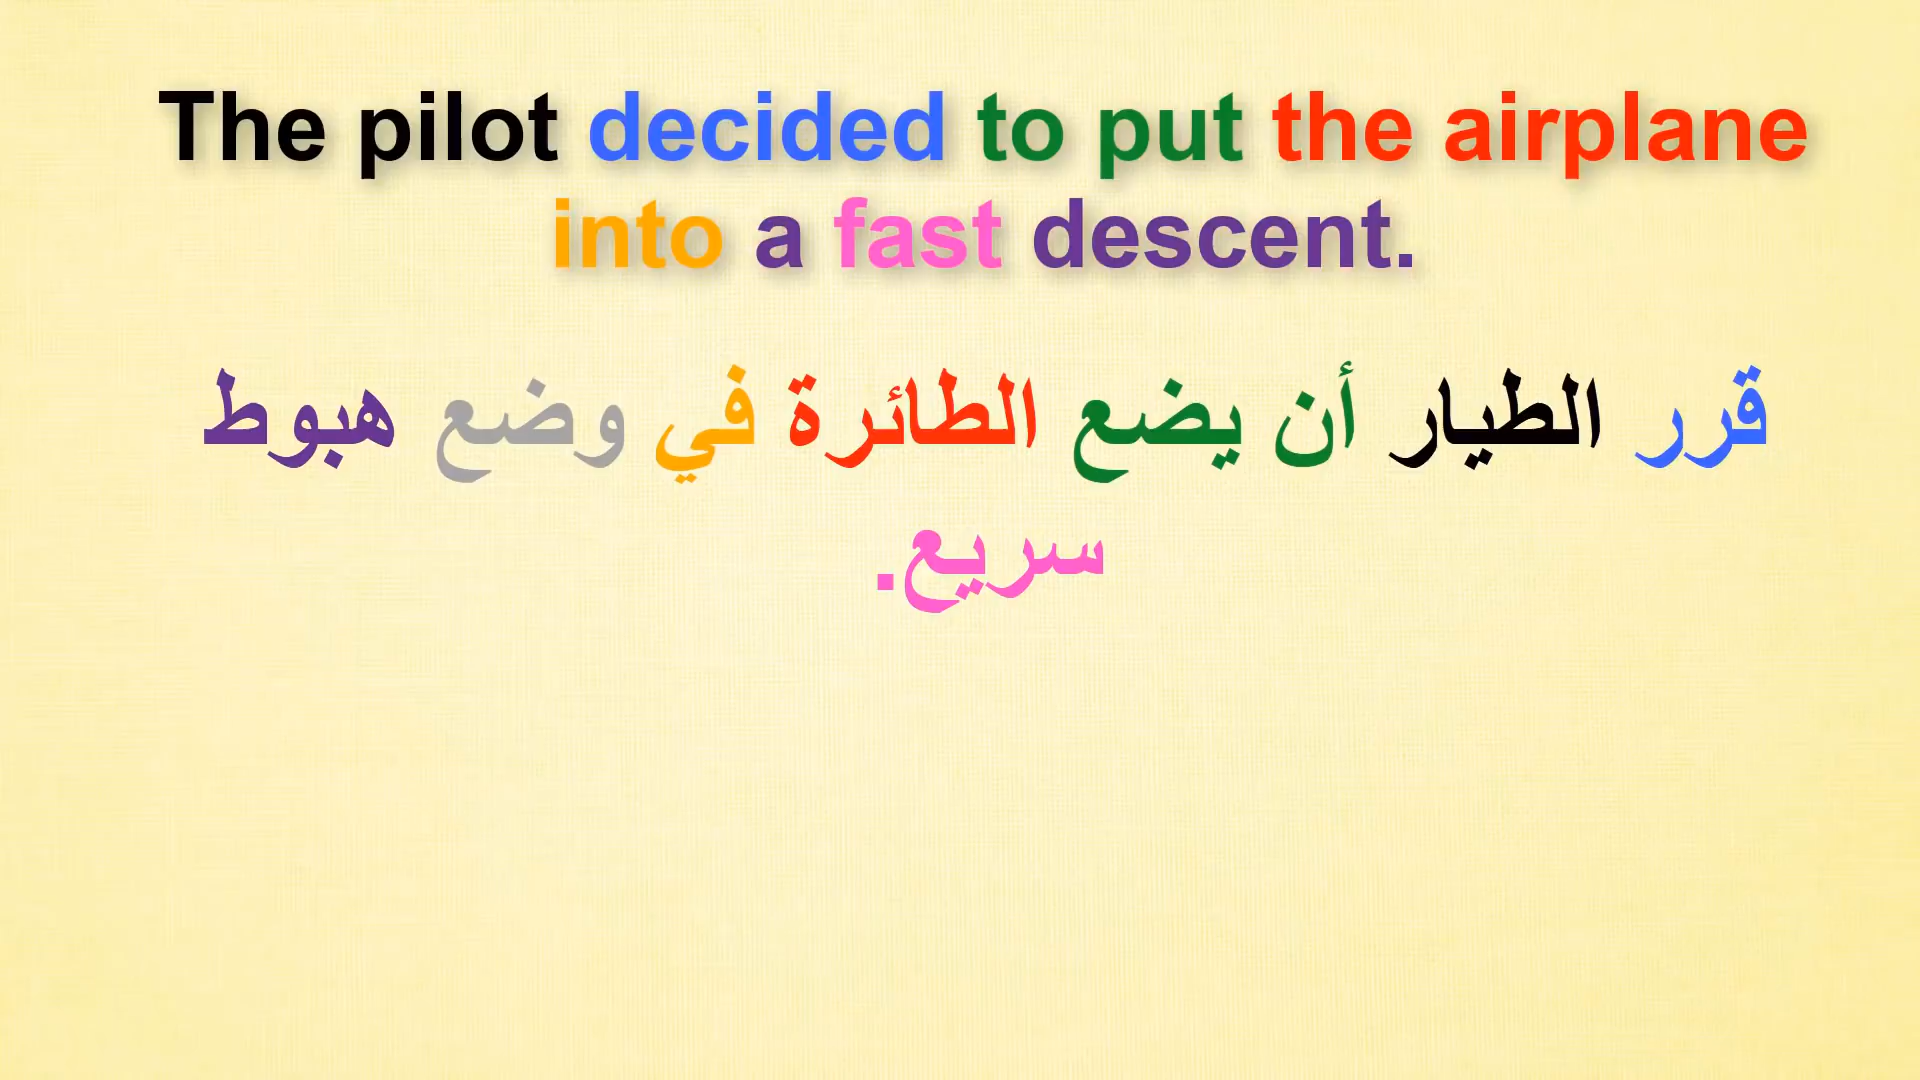 The pilot decided to put the airplane
into a fast descent.
قرر الطيار أن يضع الطائرة في وضع هبوط
سريع.